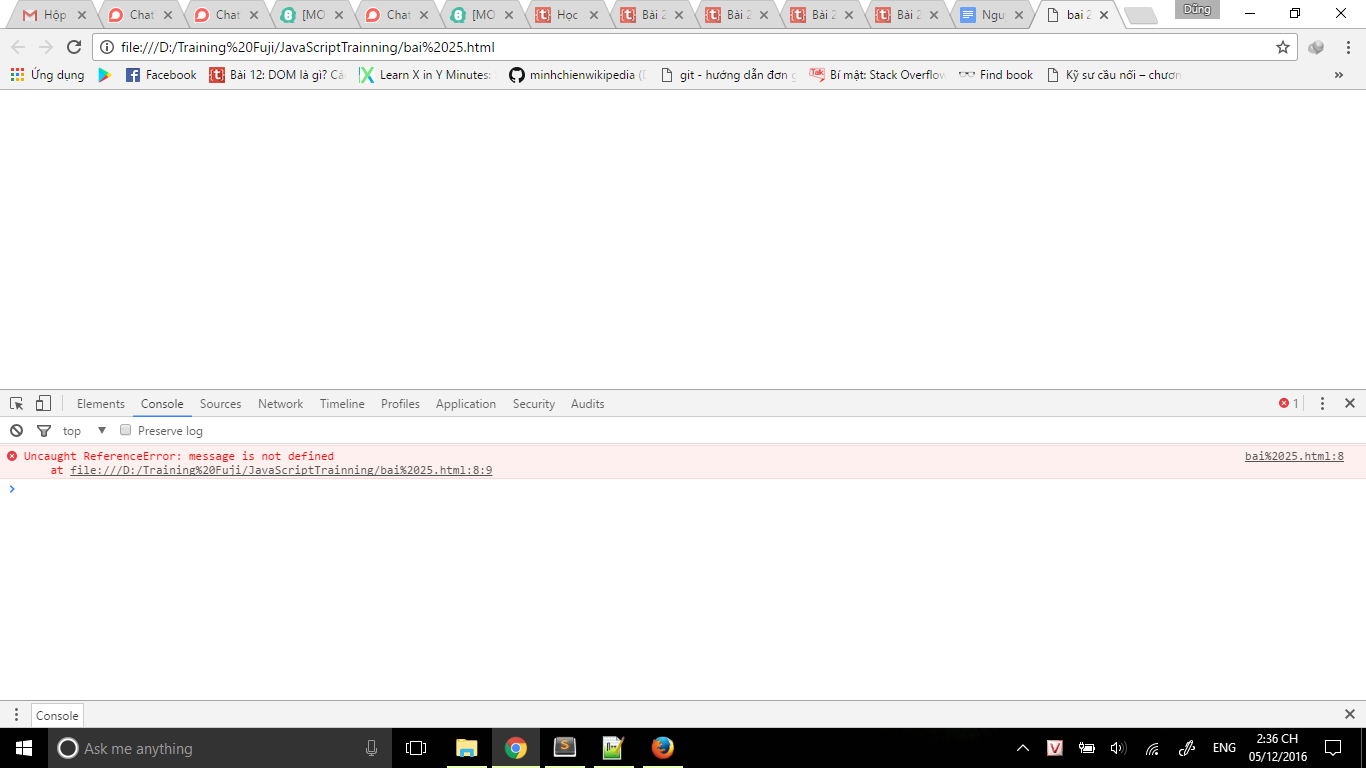 Hộp Chat Chat [MO Chat [MO Học Bài 2 Bài 2 Bài 2 Bài 2 Ngu bai 2 Dũng
file:///D:/Training%20Fuji/JavaScriptTrainning/bai%2025.html
Ứng dụng Facebook Bài 12: DOM là gì? Các Learn X in Y Minutes: minhchienwikipedia (D git - hướng dẫn đơn g Bí mật: Stack Overflow Find book Kỹ sư cầu nối – chươn »
Elements Console Sources Network Timeline Profiles Application Security Audits 1
top Preserve log
Uncaught ReferenceError: message is not defined bai%2025.html:8
at file:///D:/Training%20Fuji/JavaScriptTrainning/bai%2025.html:8:9
Console
Ask me anything ENG 2:36 CH
05/12/2016